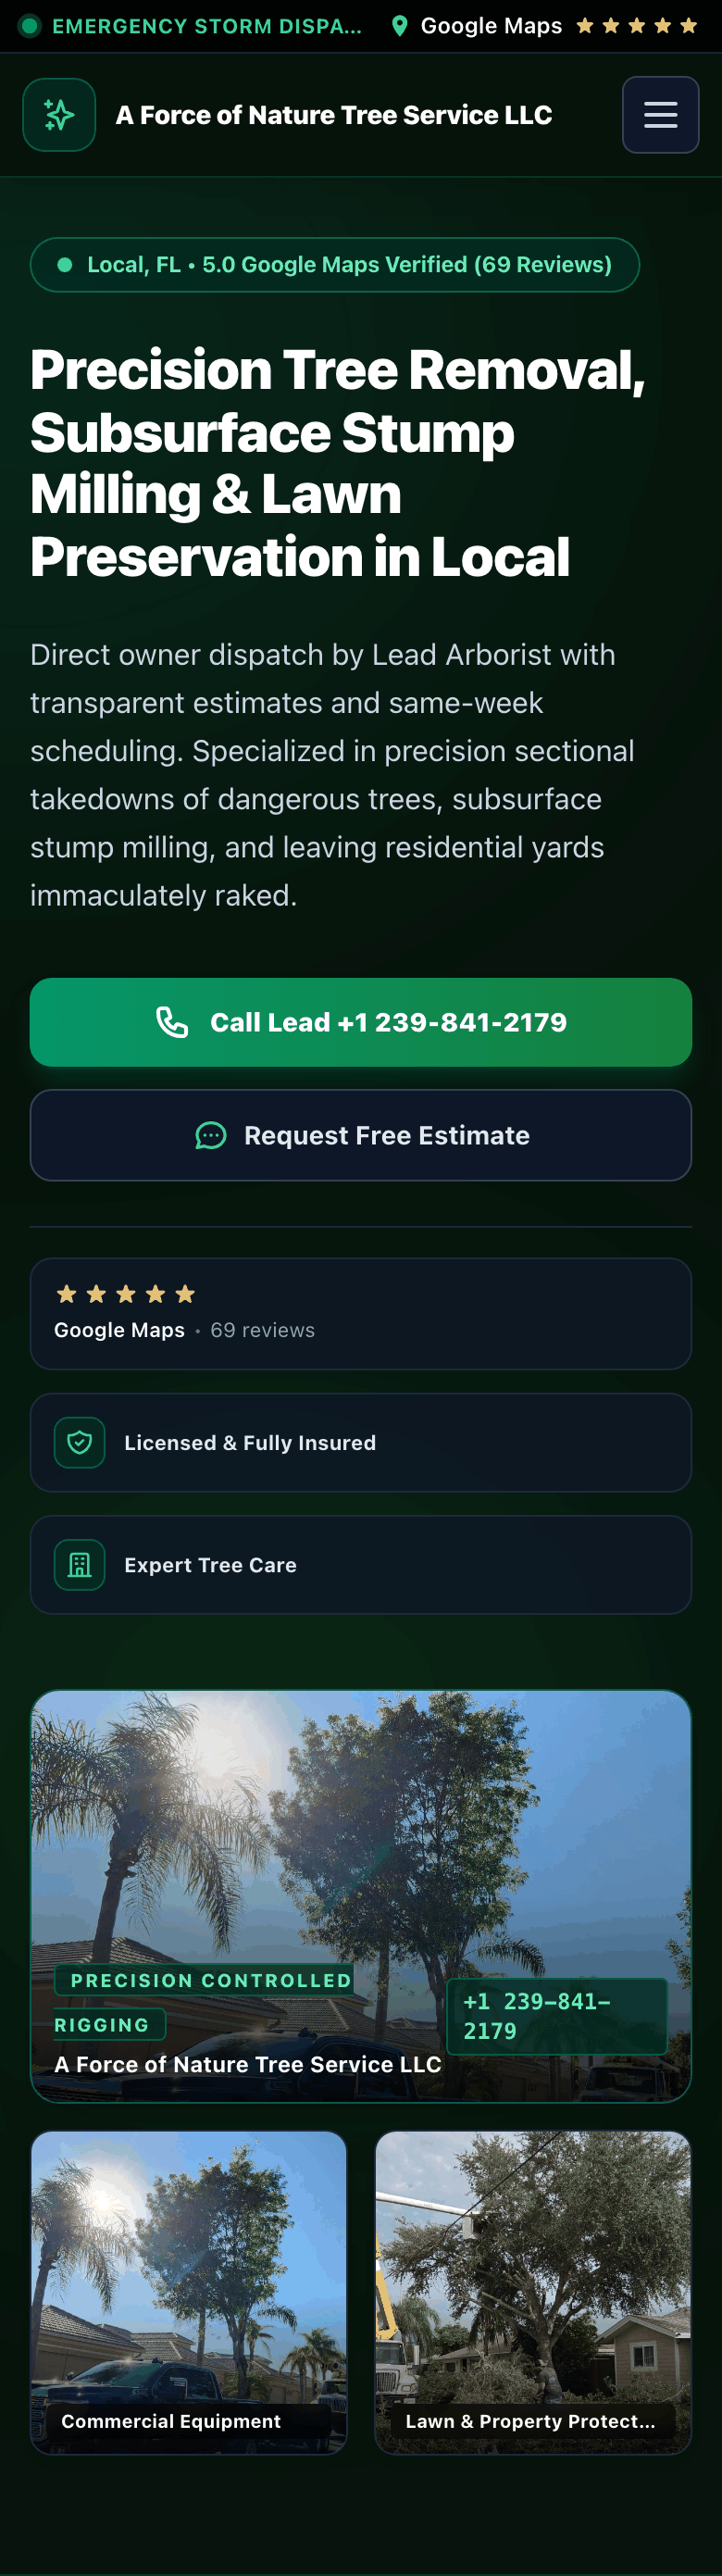 EMERGENCY STORM DISPA... Google Maps
A Force of Nature Tree Service LLC
Local, FL • 5.0 Google Maps Verified (69 Reviews)
Precision Tree Removal,
Subsurface Stump
Milling & Lawn
Preservation in Local
Direct owner dispatch by Lead Arborist with
transparent estimates and same-week
scheduling. Specialized in precision sectional
takedowns of dangerous trees, subsurface
stump milling, and leaving residential yards
immaculately raked.
Call Lead +1 239-841-2179
Request Free Estimate
Google Maps • 69 reviews
Licensed & Fully Insured
Expert Tree Care
PRECISION CONTROLLED
RIGGING
A Force of Nature Tree Service LLC
+1 239-841-
2179
Commercial Equipment
Lawn & Property Protect...